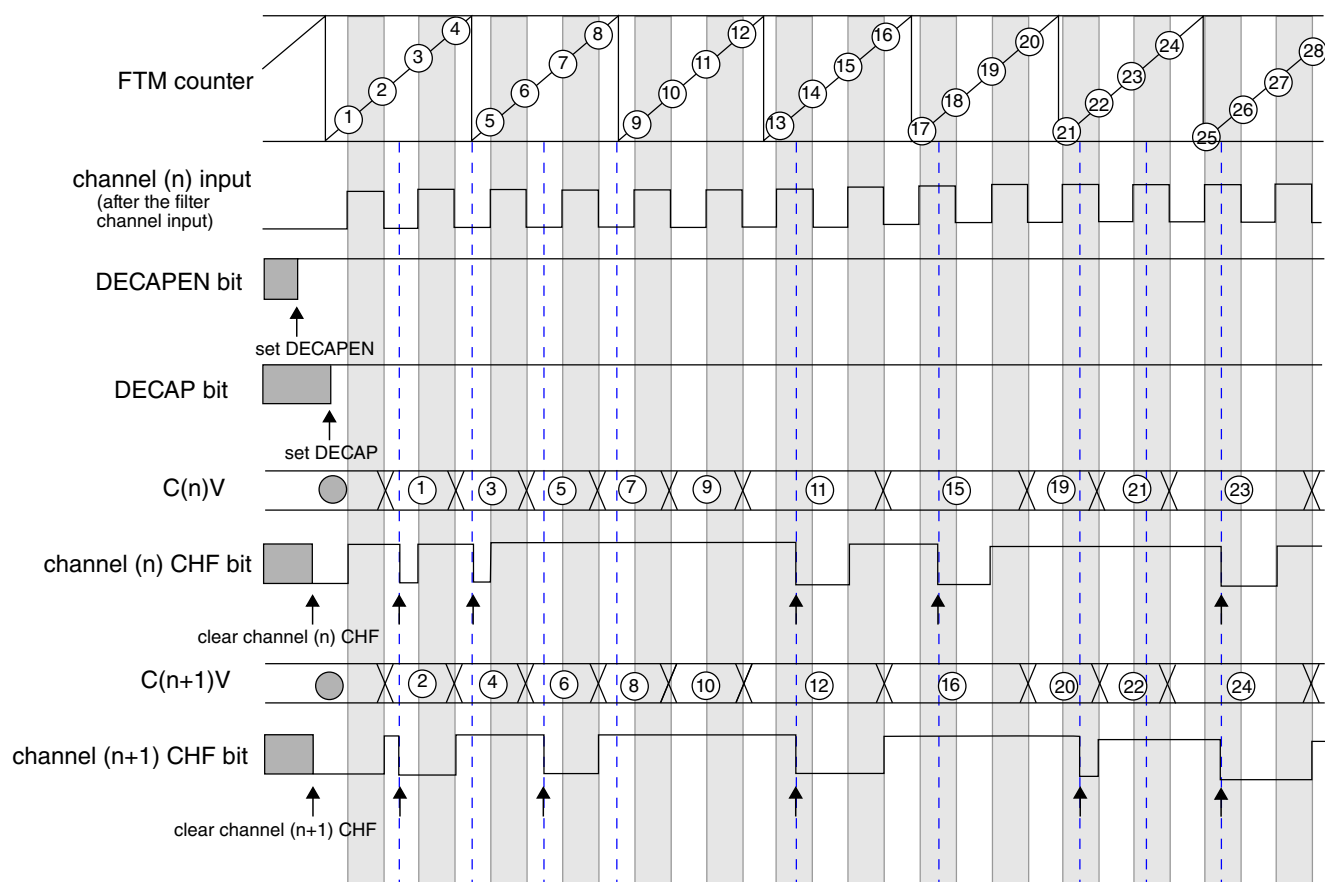 FTM counter
1 2 3 4 5 6 7 8 9 10 11 12 13 14 15 16 17 18 19 20 21 22 23 24 25 26 27 28
channel (n) input
(after the filter
channel input)
DECAPEN bit
set DECAPEN
DECAP bit
set DECAP
C(n)V
1 3 5 7 9 11 15 19 21 23
channel (n) CHF bit
clear channel (n) CHF
C(n+1)V
2 4 6 8 10 12 16 20 22 24
channel (n+1) CHF bit
clear channel (n+1) CHF